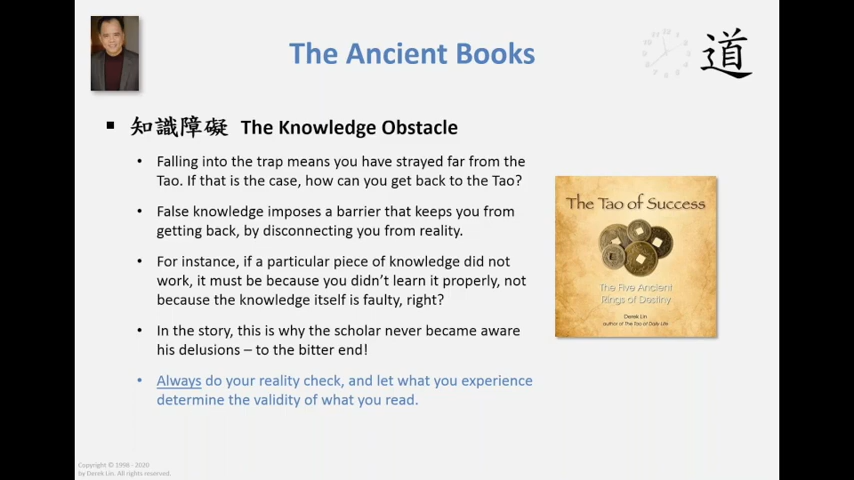 The Ancient Books
道
▪ 知識障礙 The Knowledge Obstacle
• Falling into the trap means you have strayed far from the
Tao. If that is the case, how can you get back to the Tao?
• False knowledge imposes a barrier that keeps you from
getting back, by disconnecting you from reality.
• For instance, if a particular piece of knowledge did not
work, it must be because you didn’t learn it properly, not
because the knowledge itself is faulty, right?
• In the story, this is why the scholar never became aware
his delusions – to the bitter end!
• Always do your reality check, and let what you experience
determine the validity of what you read.
The Tao of Success
The Five Ancient
Rings of Destiny
Derek Lin
author of The Tao of Daily Life
Copyright © 1998 - 2020
by Derek Lin. All rights reserved.